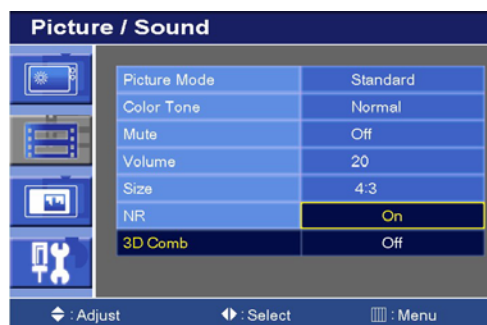 Picture / Sound
Picture Mode Standard
Color Tone Normal
Mute Off
Volume 20
Size 4:3
NR On
3D Comb Off
: Adjust : Select : Menu